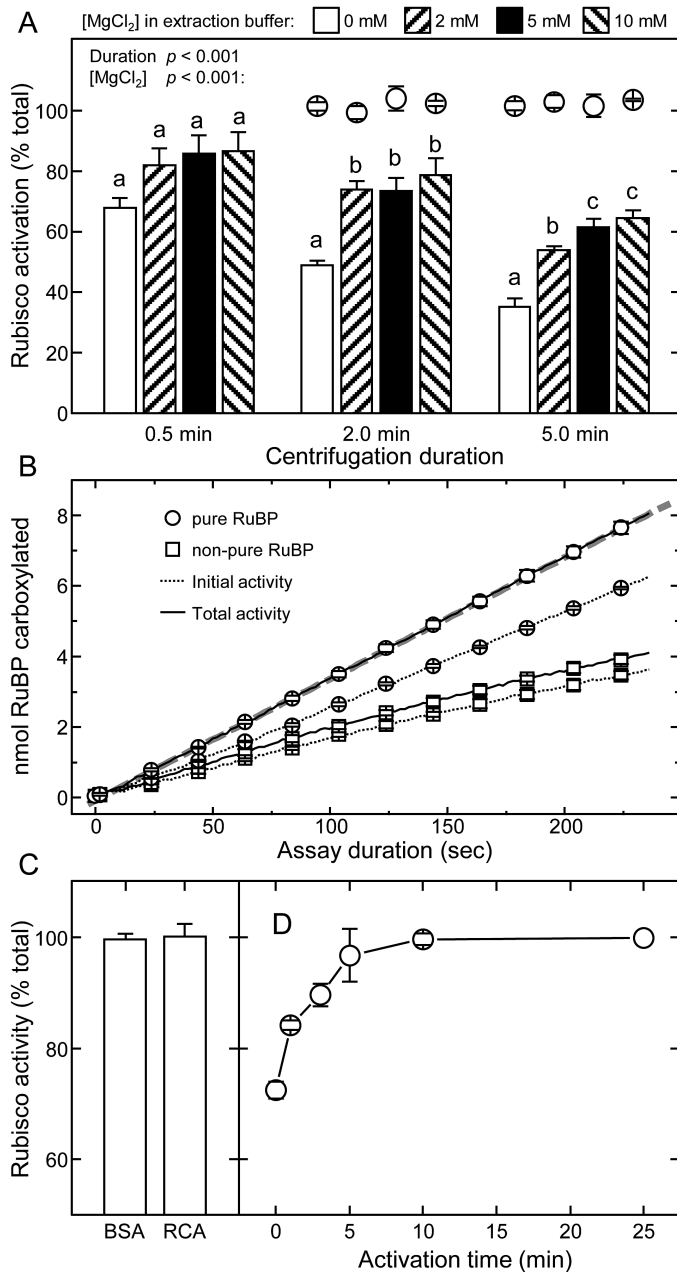 A
[MgCl2] in extraction buffer: 0 mM 2 mM 5 mM 10 mM
Duration p < 0.001
[MgCl2] p < 0.001:
Rubisco activation (% total)
100
80
60
40
20
0
a a a a
a b b b
a b c c
0.5 min 2.0 min 5.0 min
Centrifugation duration
B
pure RuBP
non-pure RuBP
Initial activity
Total activity
nmol RuBP carboxylated
8
6
4
2
0
0 50 100 150 200
Assay duration (sec)
C
D
Rubisco activity (% total)
100
80
60
BSA RCA
0 5 10 15 20 25
Activation time (min)